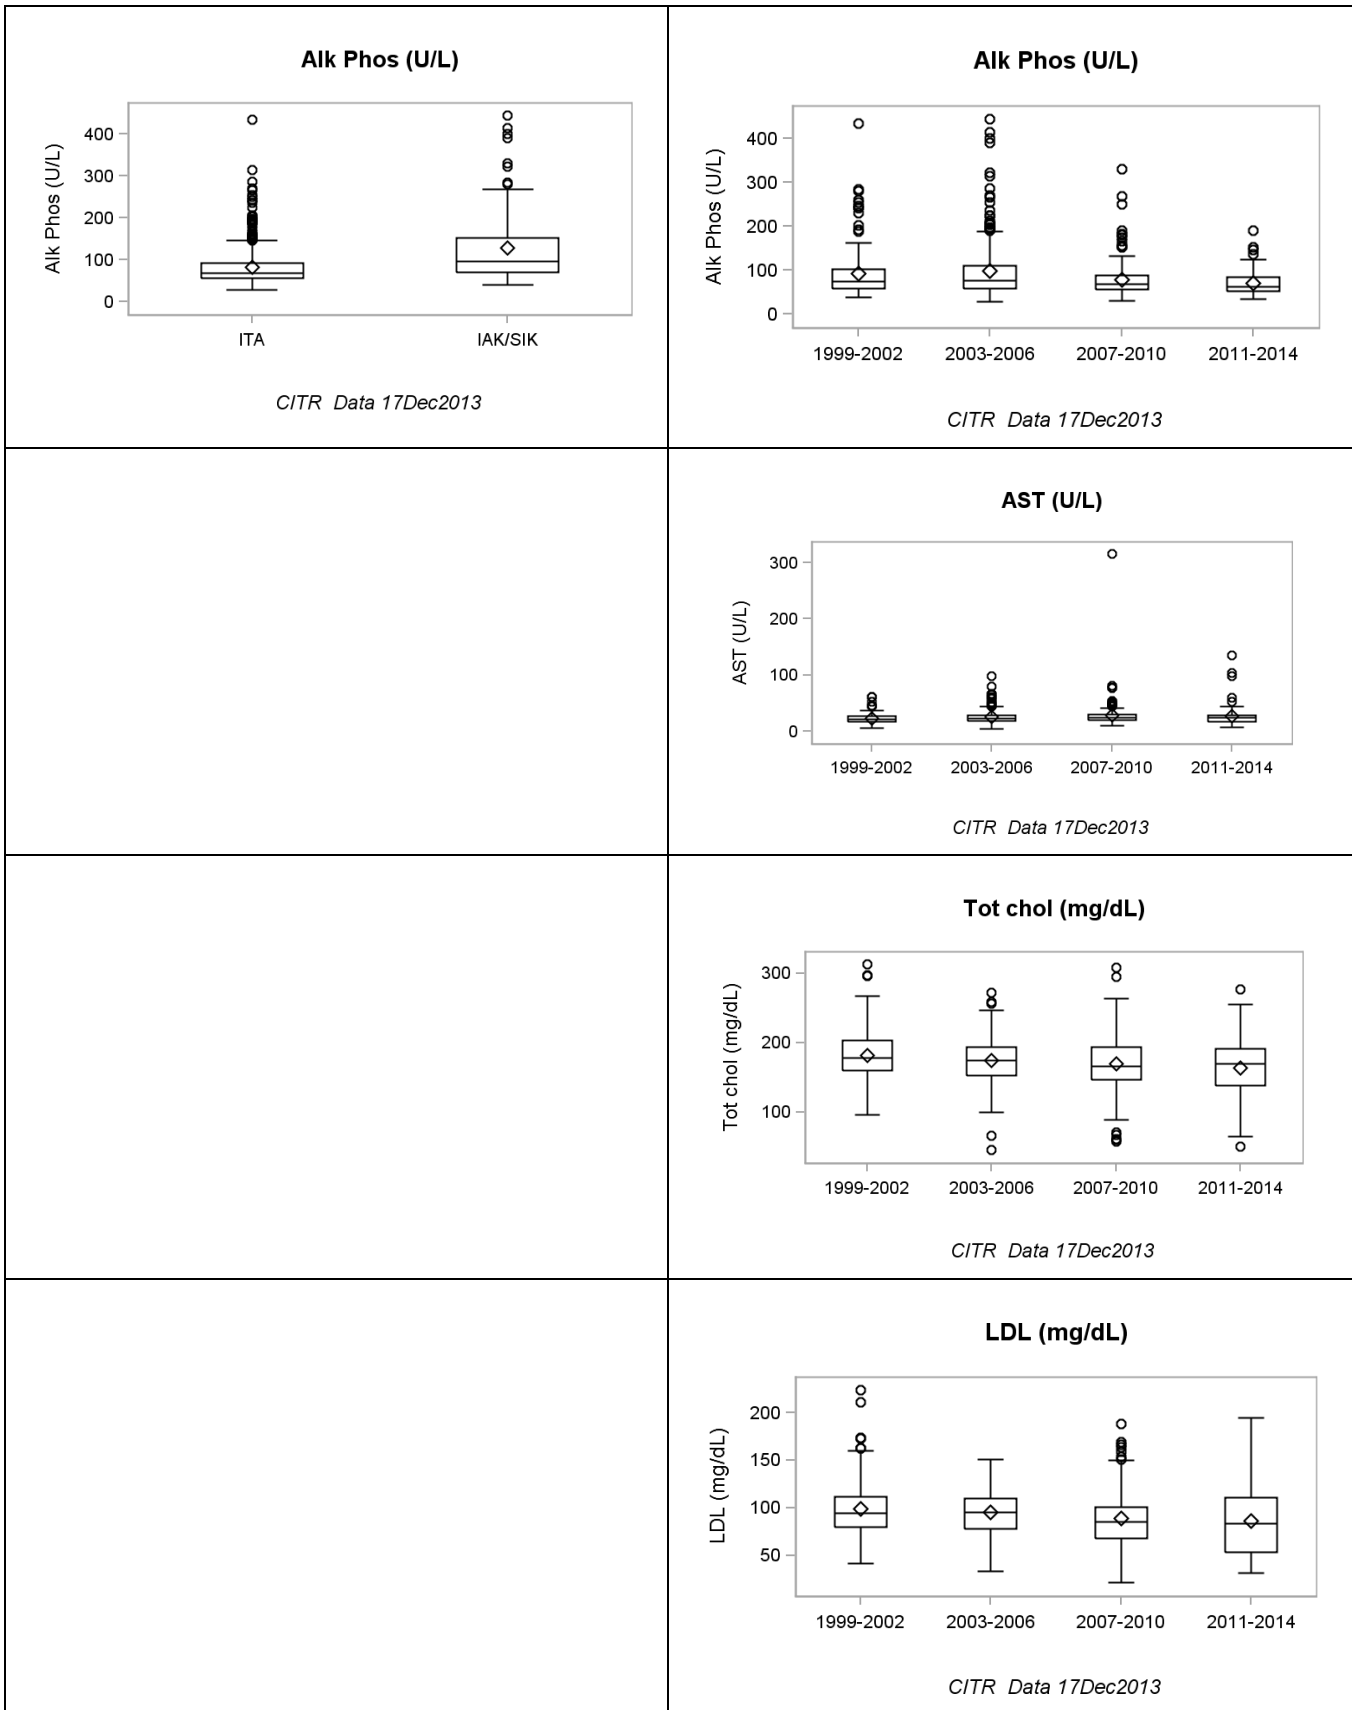 Alk Phos (U/L)
Alk Phos (U/L)
400
300
200
100
0
ITA IAK/SIK
CITR Data 17Dec2013
Alk Phos (U/L)
Alk Phos (U/L)
400
300
200
100
0
1999-2002 2003-2006 2007-2010 2011-2014
CITR Data 17Dec2013
AST (U/L)
AST (U/L)
300
200
100
0
1999-2002 2003-2006 2007-2010 2011-2014
CITR Data 17Dec2013
Tot chol (mg/dL)
Tot chol (mg/dL)
300
200
100
1999-2002 2003-2006 2007-2010 2011-2014
CITR Data 17Dec2013
LDL (mg/dL)
LDL (mg/dL)
200
150
100
50
1999-2002 2003-2006 2007-2010 2011-2014
CITR Data 17Dec2013